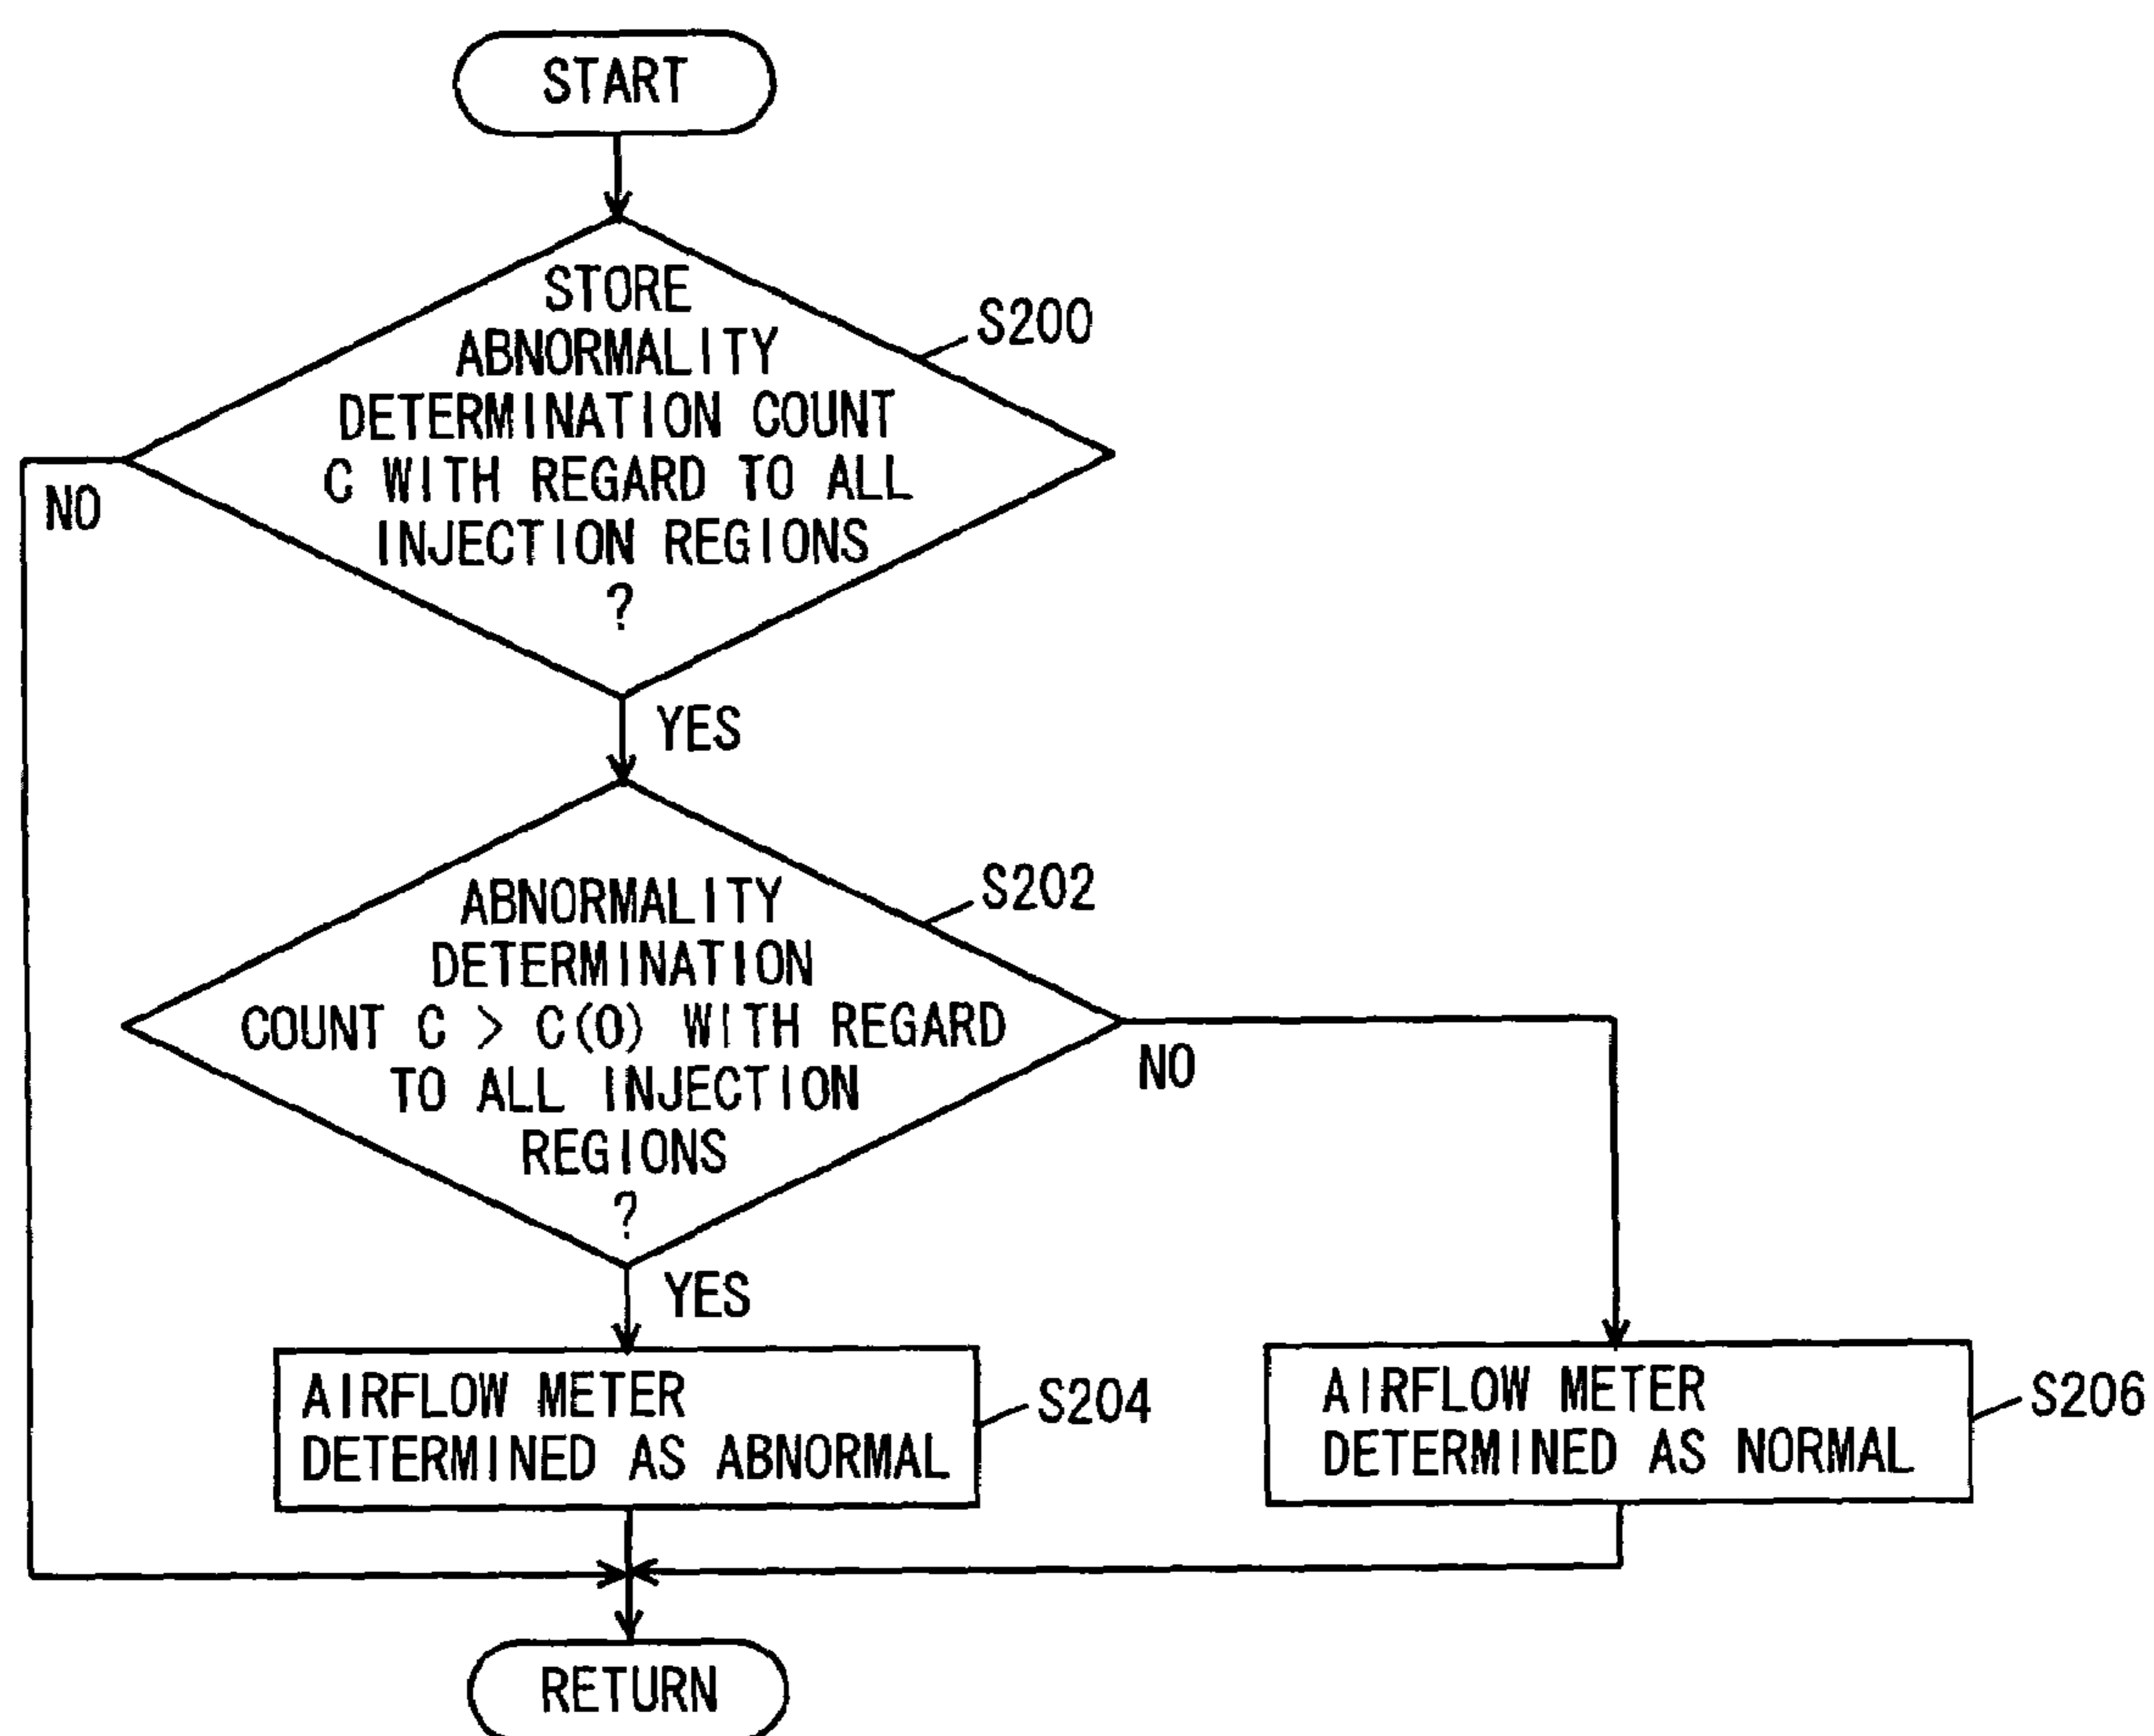 START
STORE
ABNORMALITY
DETERMINATION COUNT
C WITH REGARD TO ALL
INJECTION REGIONS
?
S200
NO
YES
ABNORMALITY
DETERMINATION
COUNT C > C(0) WITH REGARD
TO ALL INJECTION
REGIONS
?
S202
NO
YES
AIRFLOW METER
DETERMINED AS ABNORMAL
S204
AIRFLOW METER
DETERMINED AS NORMAL
S206
RETURN